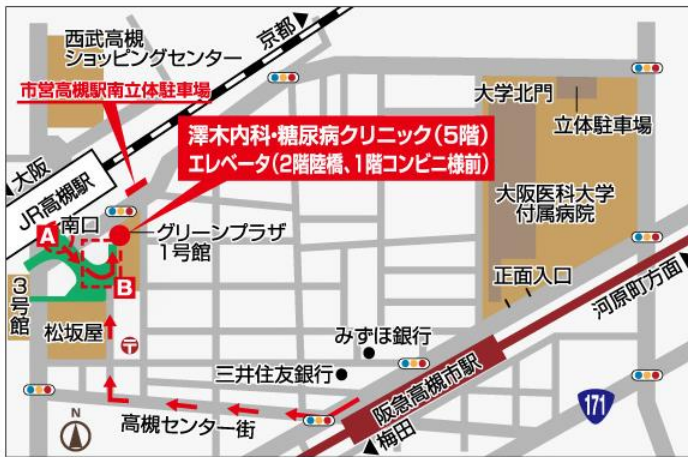 西武高槻
ショッピングセンター
京都
市営高槻駅南立体駐車場
大学北門
立体駐車場
澤木内科・糖尿病クリニック(5階)
エレベータ(2階陸橋、1階コンビニ様前)
大阪
JR高槻駅
大阪医科大学
付属病院
南口
A
グリーンプラザ
1号館
B
3号館
正面入口
河原町方面
松坂屋
みずほ銀行
三井住友銀行
阪急高槻市駅
171
N
高槻センター街
梅田